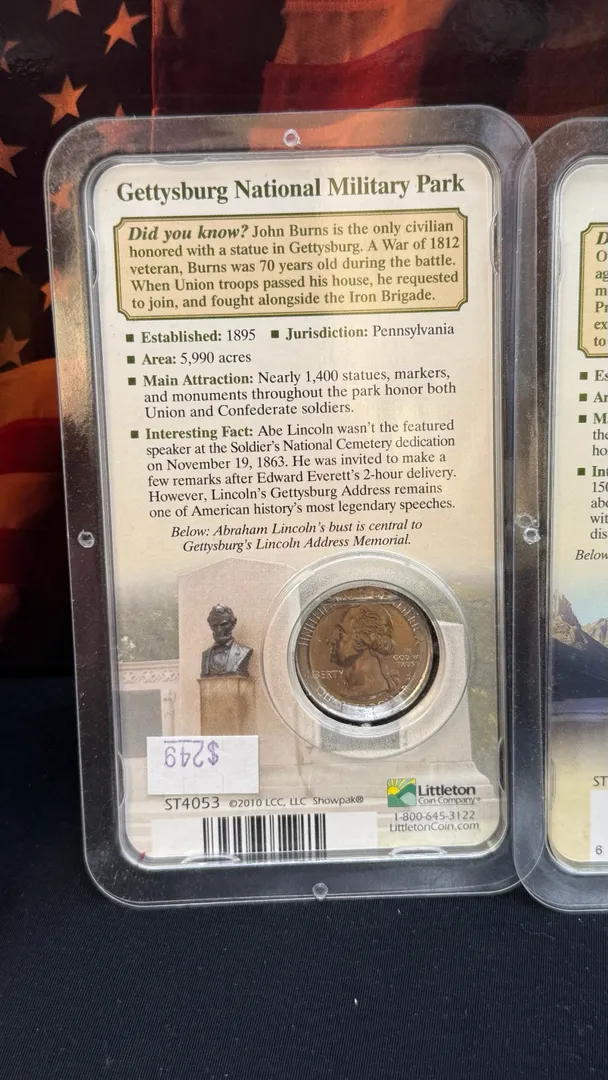 Gettysburg National Military Park
Did you know? John Burns is the only civilian
honored with a statue in Gettysburg. A War of 1812
veteran, Burns was 70 years old during the battle.
When Union troops passed his house, he requested
to join, and fought alongside the Iron Brigade.
■ Established: 1895 ■ Jurisdiction: Pennsylvania
■ Area: 5,990 acres
■ Main Attraction: Nearly 1,400 statues, markers,
and monuments throughout the park honor both
Union and Confederate soldiers.
■ Interesting Fact: Abe Lincoln wasn't the featured
speaker at the Soldier's National Cemetery dedication
on November 19, 1863. He was invited to make a
few remarks after Edward Everett's 2-hour delivery.
However, Lincoln's Gettysburg Address remains
one of American history's most legendary speeches.
Below: Abraham Lincoln's bust is central to
Gettysburg's Lincoln Address Memorial.
LIBERTY
GOD WE
TRUST
$249
ST4053 ©2010 LCC, LLC Showpak®
Littleton
Coin Company
1-800-645-3122
LittletonCoin.com
Below
ST
6